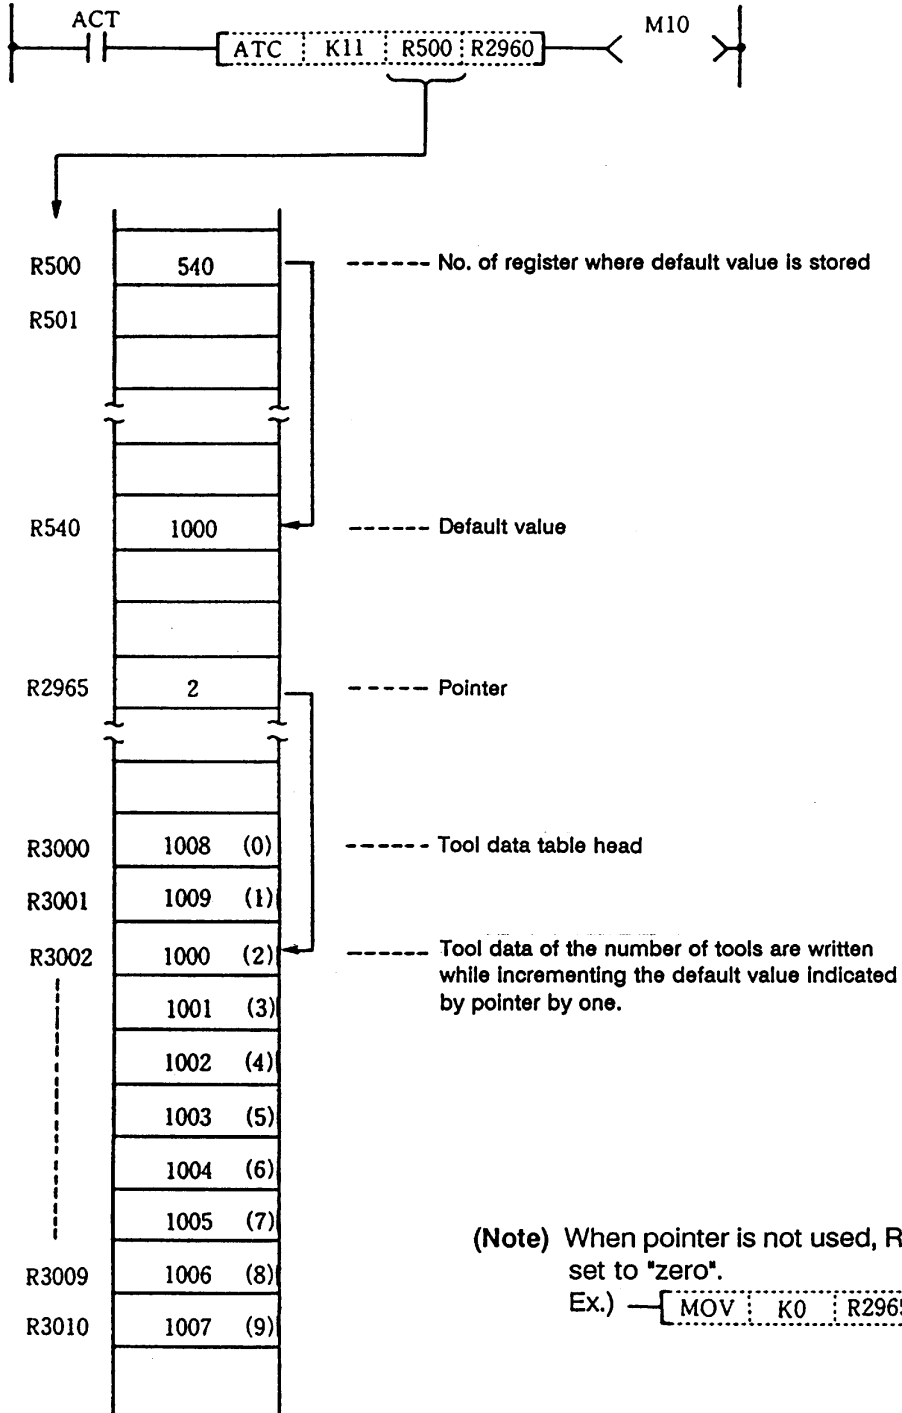 ACT
ATC K11 R500 R2960
M10
R500 540 No. of register where default value is stored
R501
R540 1000 Default value
R2965 2 Pointer
R3000 1008 (0) Tool data table head
R3001 1009 (1)
R3002 1000 (2) Tool data of the number of tools are written
while incrementing the default value indicated
by pointer by one.
1001 (3)
1002 (4)
1003 (5)
1004 (6)
1005 (7)
R3009 1006 (8)
R3010 1007 (9)
(Note) When pointer is not used, R
set to "zero".
Ex.) MOV K0 R2965